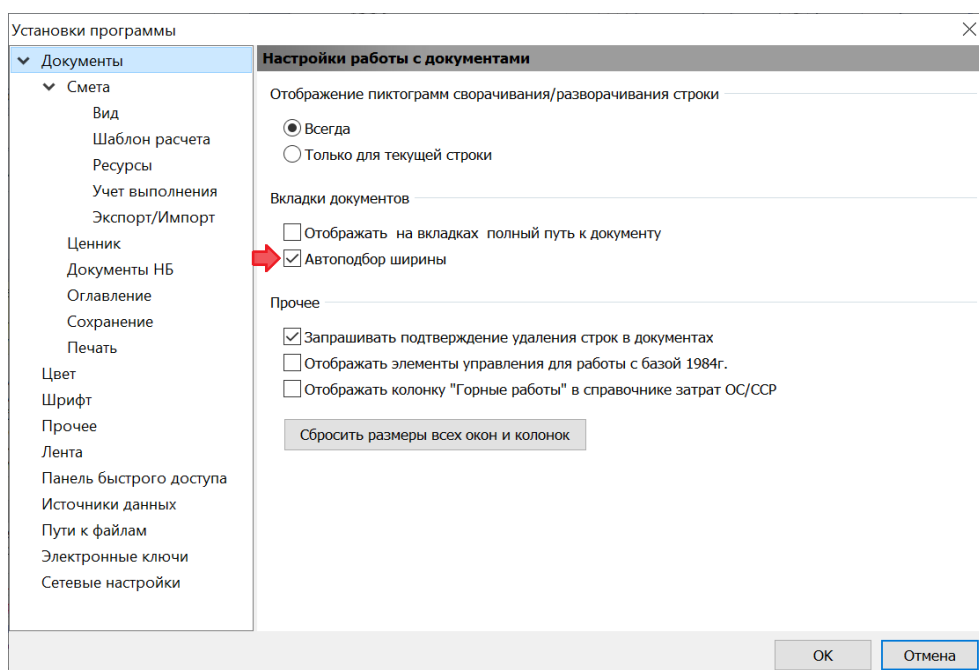 Установки программы
Документы
Смета
Вид
Шаблон расчета
Ресурсы
Учет выполнения
Экспорт/Импорт
Ценник
Документы НБ
Оглавление
Сохранение
Печать
Цвет
Шрифт
Прочее
Лента
Панель быстрого доступа
Источники данных
Пути к файлам
Электронные ключи
Сетевые настройки
Настройки работы с документами
Отображение пиктограмм сворачивания/разворачивания строки
Всегда
Только для текущей строки
Вкладки документов
Отображать на вкладках полный путь к документу
Автоподбор ширины
Прочее
Запрашивать подтверждение удаления строк в документах
Отображать элементы управления для работы с базой 1984г.
Отображать колонку "Горные работы" в справочнике затрат ОС/ССР
Сбросить размеры всех окон и колонок
ОК
Отмена